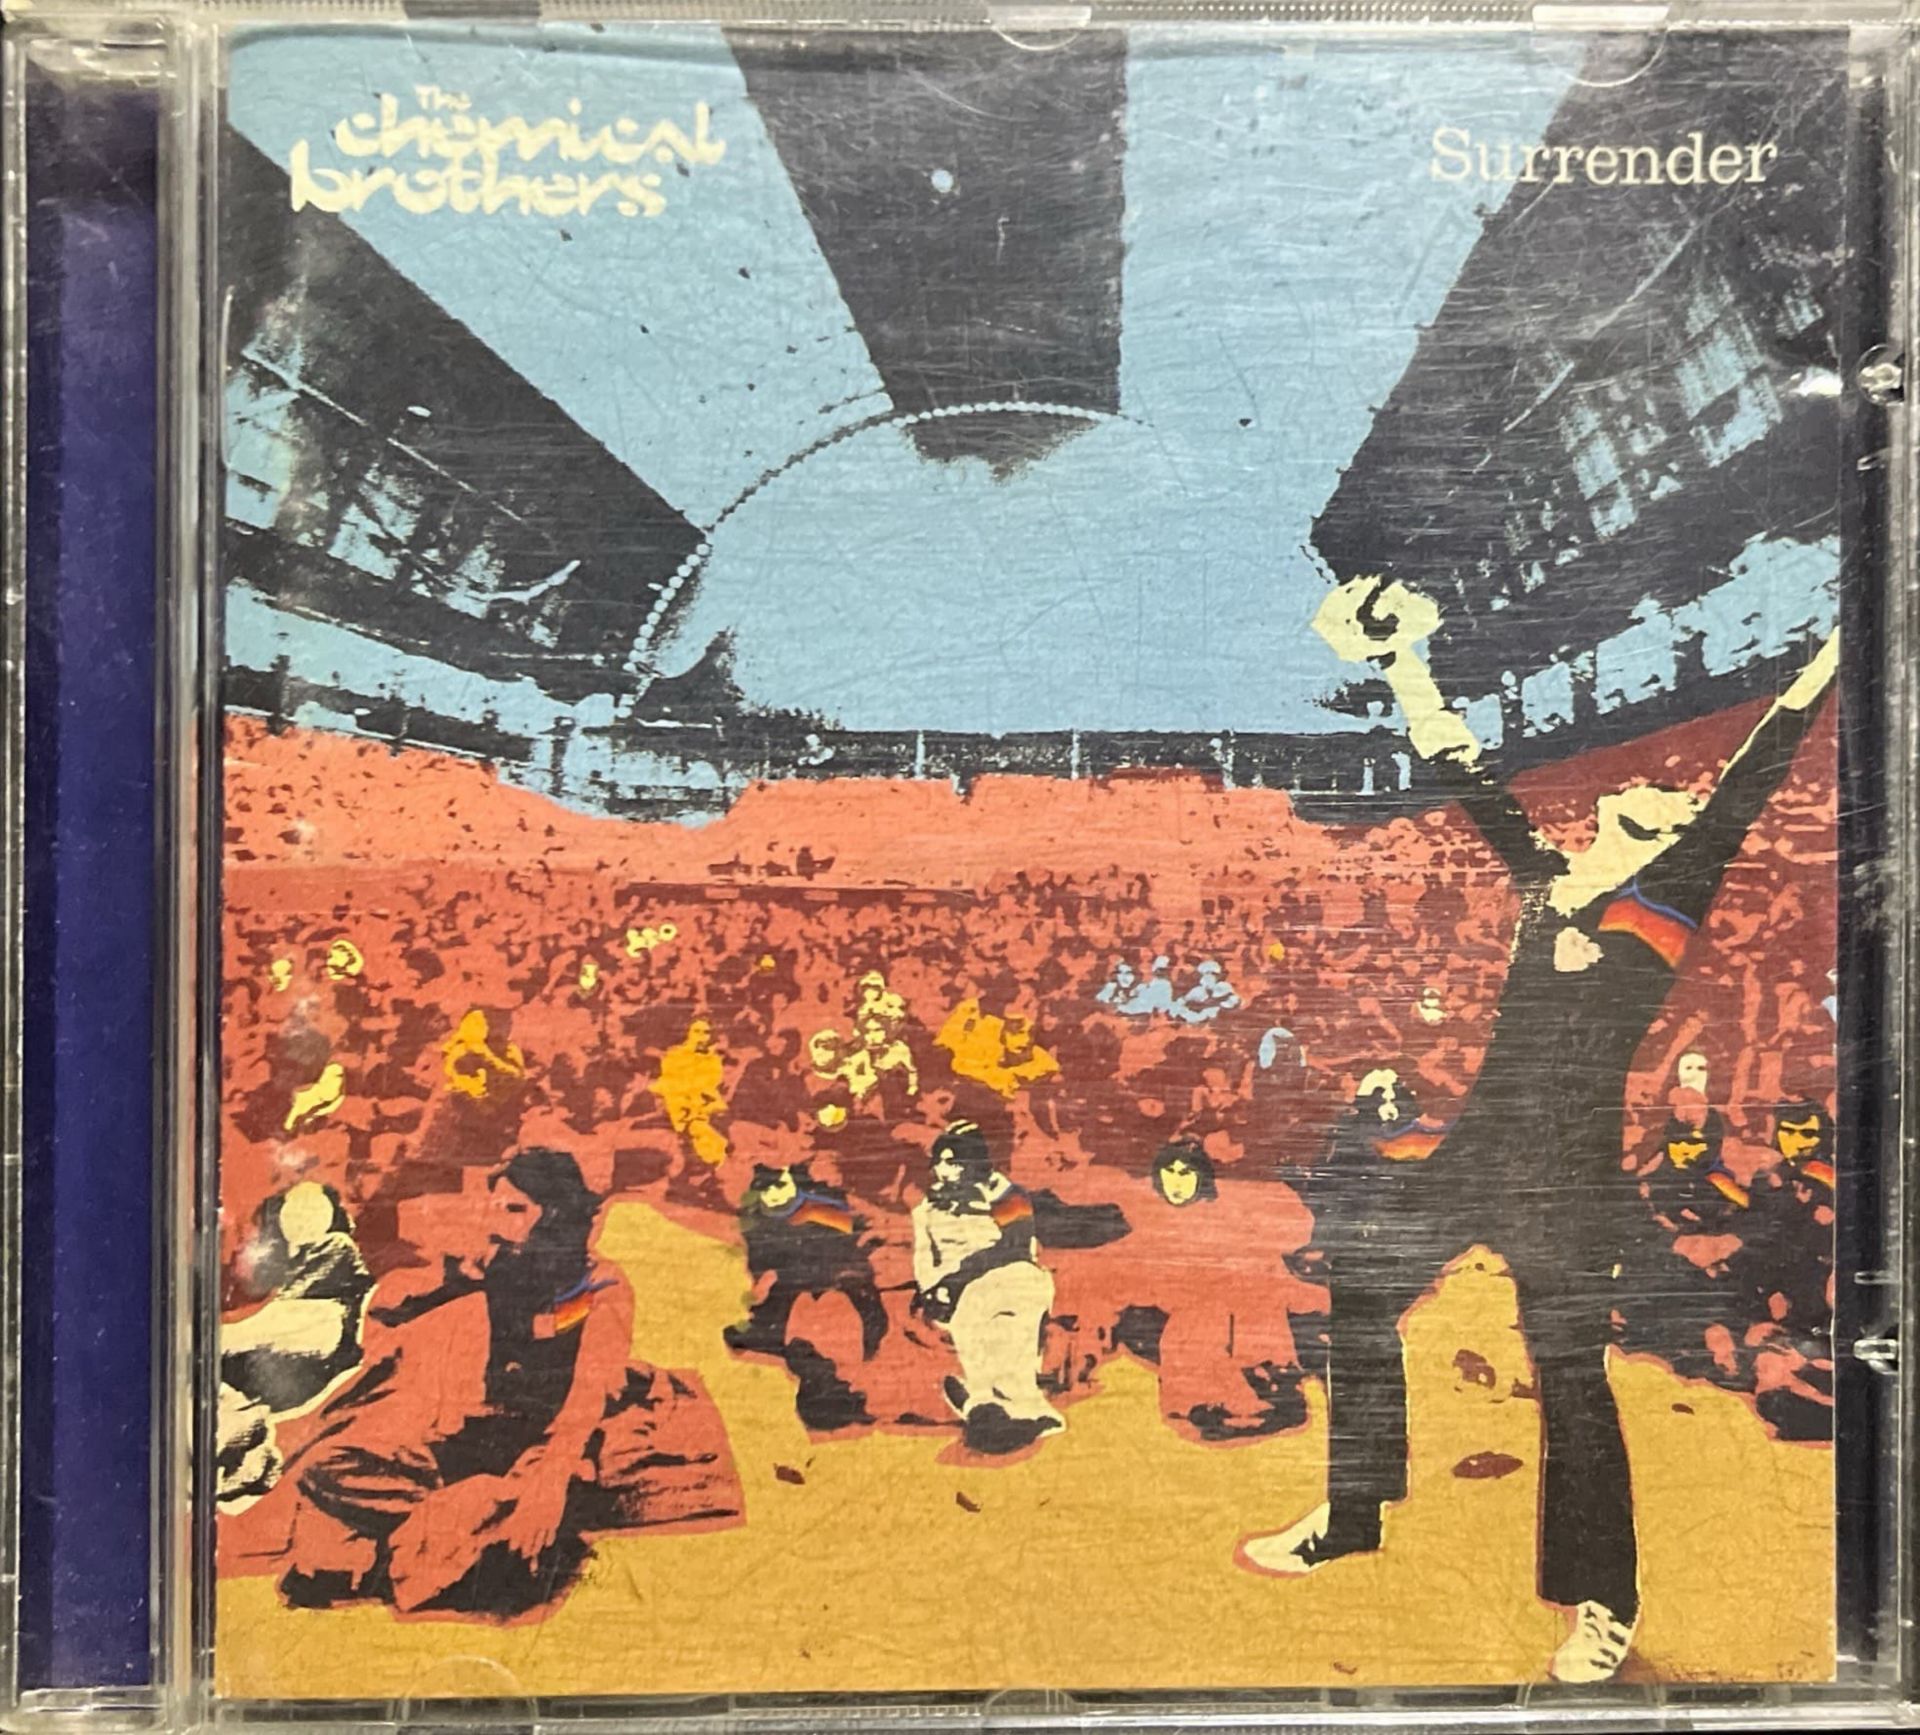 The
chemical
brothers
Surrender